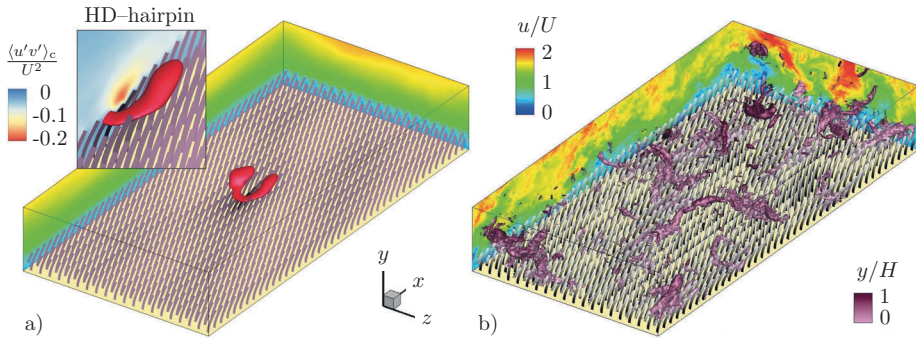 HD–hairpin
⟨u′v′⟩c
U²
0
-0.1
-0.2
y
x
z
a)
u/U
2
1
0
y/H
1
0
b)